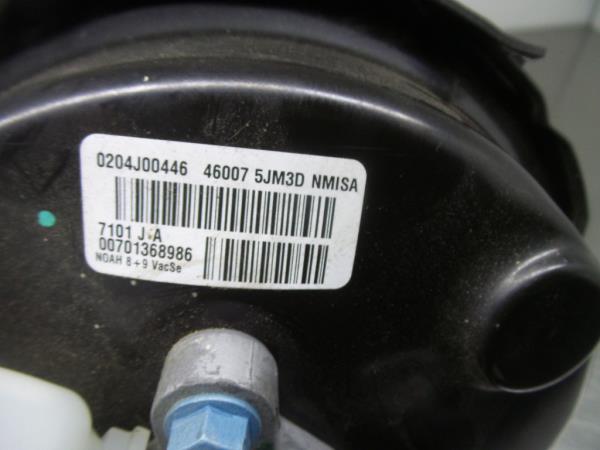 0204J00446 46007 5JM3D NMISA
7101 J A
00701368986
NOAH 8+9 VacSe